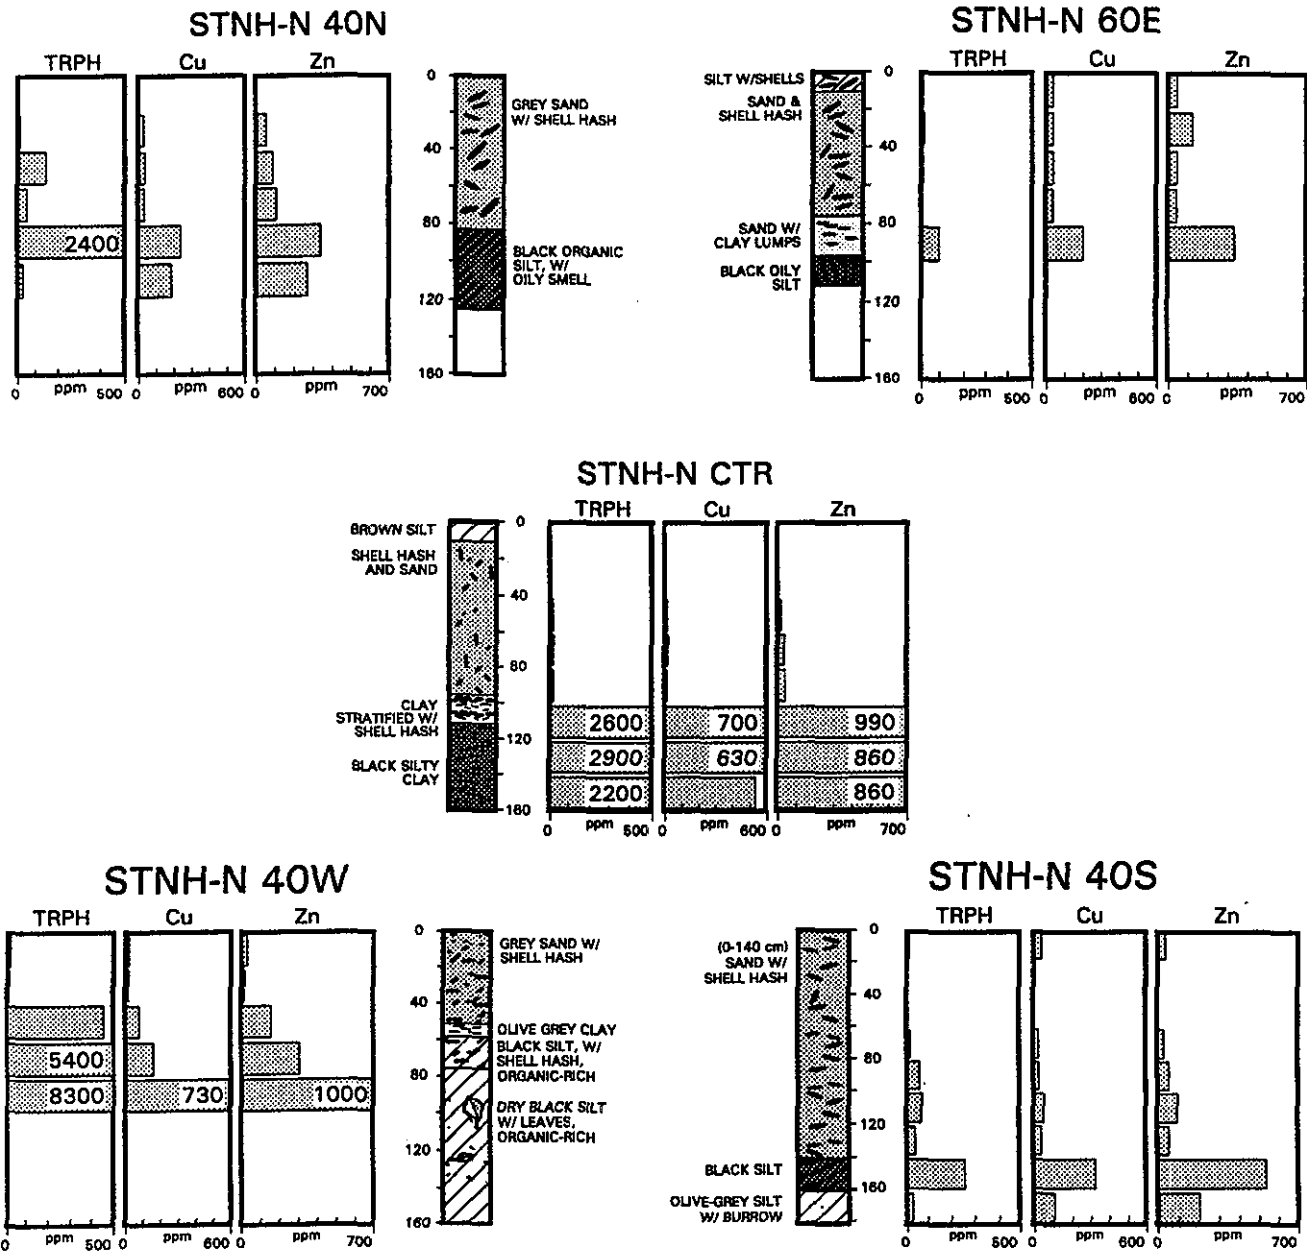 STNH-N 40N
TRPH Cu Zn
0
GREY SAND
W/ SHELL HASH
40
80
2400
BLACK ORGANIC
SILT, W/
OILY SMELL
120
160
0 ppm 500 0 ppm 600 0 ppm 700
STNH-N 60E
TRPH Cu Zn
SILT W/SHELLS
0
SAND &
SHELL HASH
40
80
SAND W/
CLAY LUMPS
BLACK OILY
SILT
120
160
0 ppm 500 0 ppm 600 0 ppm 700
STNH-N CTR
TRPH Cu Zn
BROWN SILT
0
SHELL HASH
AND SAND
40
80
CLAY
STRATIFIED W/
SHELL HASH
120
BLACK SILTY
CLAY
160
2600 700 990
2900 630 860
2200 860
0 ppm 500 0 ppm 600 0 ppm 700
STNH-N 40W
TRPH Cu Zn
0
GREY SAND W/
SHELL HASH
40
OLIVE GREY CLAY
BLACK SILT, W/
SHELL HASH,
ORGANIC-RICH
80
DRY BLACK SILT
W/ LEAVES,
ORGANIC-RICH
120
160
5400
8300 730 1000
0 ppm 500 0 ppm 600 0 ppm 700
STNH-N 40S
TRPH Cu Zn
0
(0-140 cm)
SAND W/
SHELL HASH
40
80
120
BLACK SILT
160
OLIVE-GREY SILT
W/ BURROW
0 ppm 500 0 ppm 600 0 ppm 700